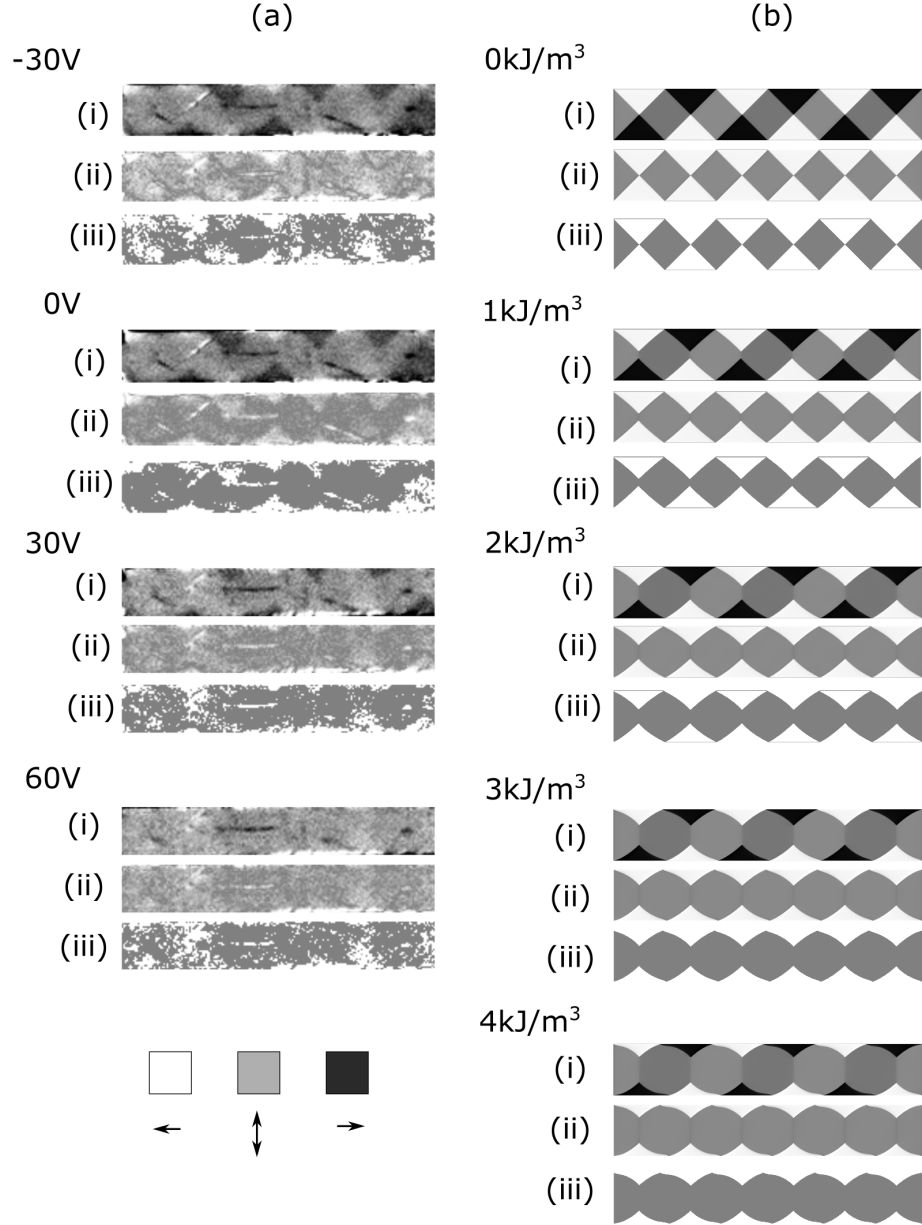 (a)
-30V
(i)
(ii)
(iii)
0V
(i)
(ii)
(iii)
30V
(i)
(ii)
(iii)
60V
(i)
(ii)
(iii)
(b)
0kJ/m³
(i)
(ii)
(iii)
1kJ/m³
(i)
(ii)
(iii)
2kJ/m³
(i)
(ii)
(iii)
3kJ/m³
(i)
(ii)
(iii)
4kJ/m³
(i)
(ii)
(iii)